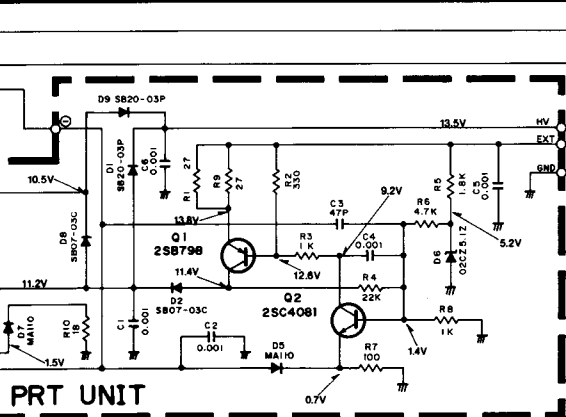 D9 SB20-03P
13.5V
HV
EXT
GND
D1
SB20-03P
C6
0.001
27
R1
R9
27
R2
330
R5
1.8K
C5
0.001
10.5V
13.8V
C3
47P
9.2V
R6
4.7K
D8
SB07-03C
Q1
2SB798
R3
1K
C4
0.001
5.2V
D6
02CZ5.1Z
12.6V
11.4V
11.2V
D2
SB07-03C
Q2
2SC4081
R4
22K
D7
MA110
R10
18
C1
0.001
C2
0.001
D5
MA110
R8
1K
1.4V
1.5V
R7
100
0.7V
PRT UNIT